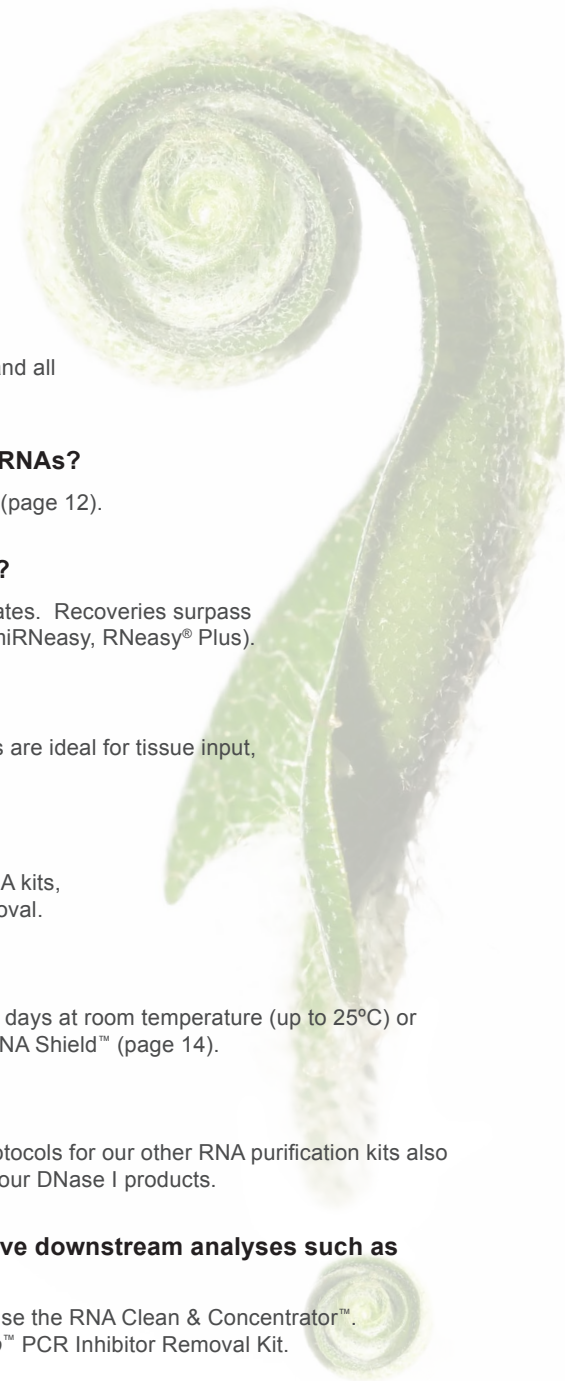 and all
RNAs?
(page 12).
?
ates. Recoveries surpass
miRNeasy, RNeasy® Plus).
s are ideal for tissue input,
A kits,
oval.
days at room temperature (up to 25ºC) or
NA Shield™ (page 14).
otocols for our other RNA purification kits also
our DNase I products.
ve downstream analyses such as
se the RNA Clean & Concentrator™.
™ PCR Inhibitor Removal Kit.